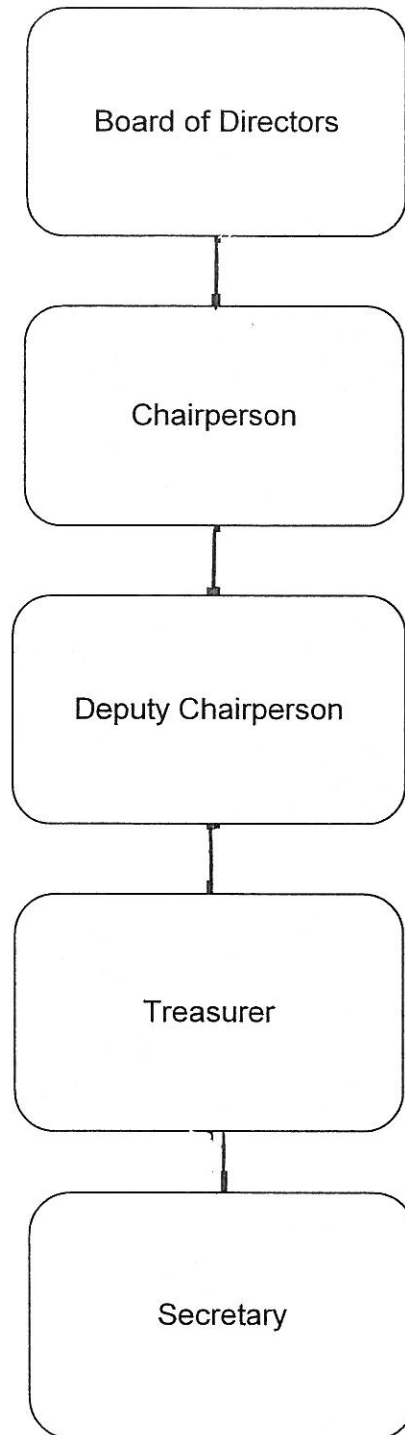 Board of Directors
Chairperson
Deputy Chairperson
Treasurer
Secretary